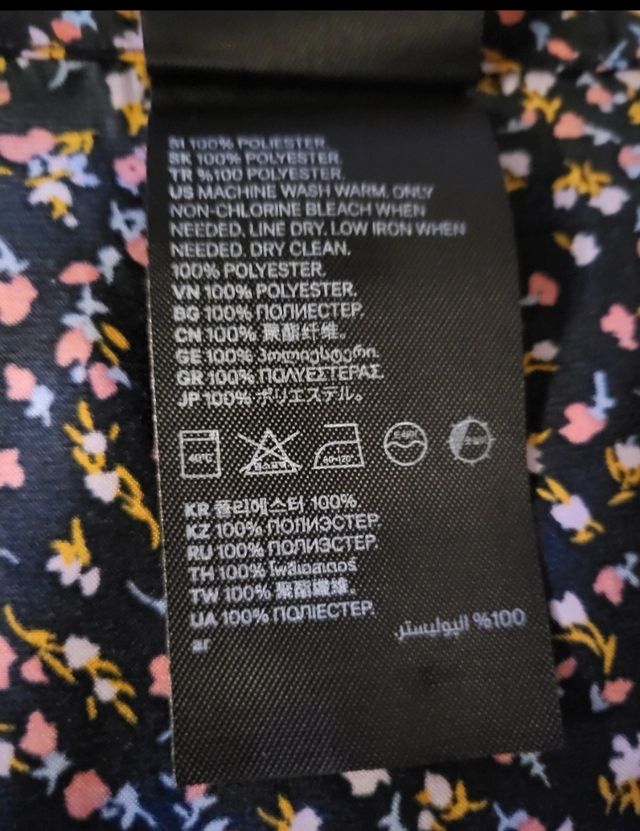 SI 100% POLIESTER.
SK 100% POLYESTER.
TR %100 POLYESTER.
US MACHINE WASH WARM. ONLY
NON-CHLORINE BLEACH WHEN
NEEDED. LINE DRY. LOW IRON WHEN
NEEDED. DRY CLEAN.
100% POLYESTER.
VN 100% POLYESTER.
BG 100% ПОЛИЕСТЕР.
CN 100% 聚酯纤维。
GE 100% პოლიესტერი.
GR 100% ΠΟΛΥΕΣΤΕΡΑΣ.
JP 100% ポリエステル。
40°C
80-120
KR 폴리에스터 100%
KZ 100% ПОЛИЭСТЕР.
RU 100% ПОЛИЭСТЕР.
TH 100% โพลีเอสเตอร์
TW 100% 聚酯纖維。
UA 100% ПОЛІЕСТЕР.
ar
100% البوليستر.